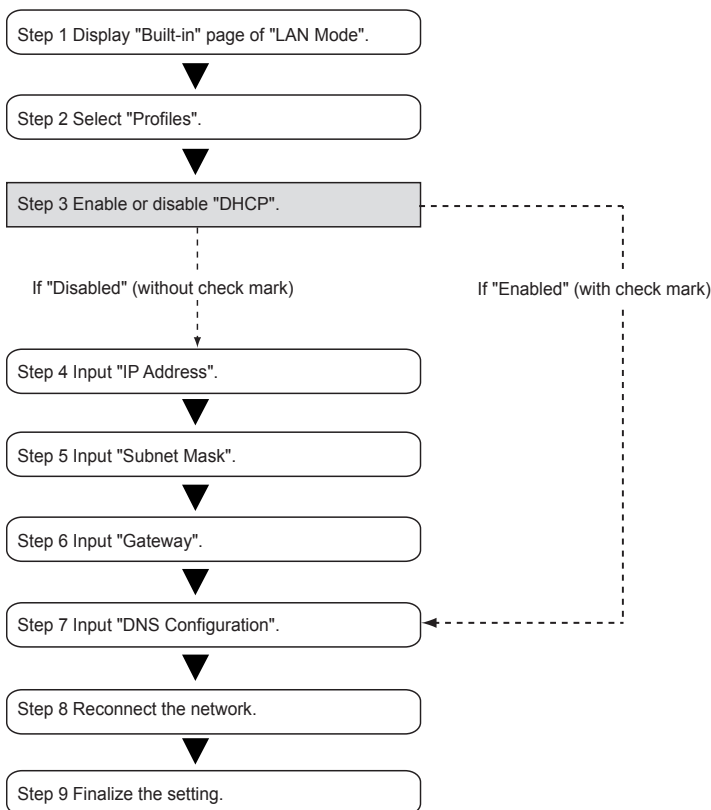 Step 1 Display "Built-in" page of "LAN Mode".
Step 2 Select "Profiles".
Step 3 Enable or disable "DHCP".
If "Disabled" (without check mark)
If "Enabled" (with check mark)
Step 4 Input "IP Address".
Step 5 Input "Subnet Mask".
Step 6 Input "Gateway".
Step 7 Input "DNS Configuration".
Step 8 Reconnect the network.
Step 9 Finalize the setting.